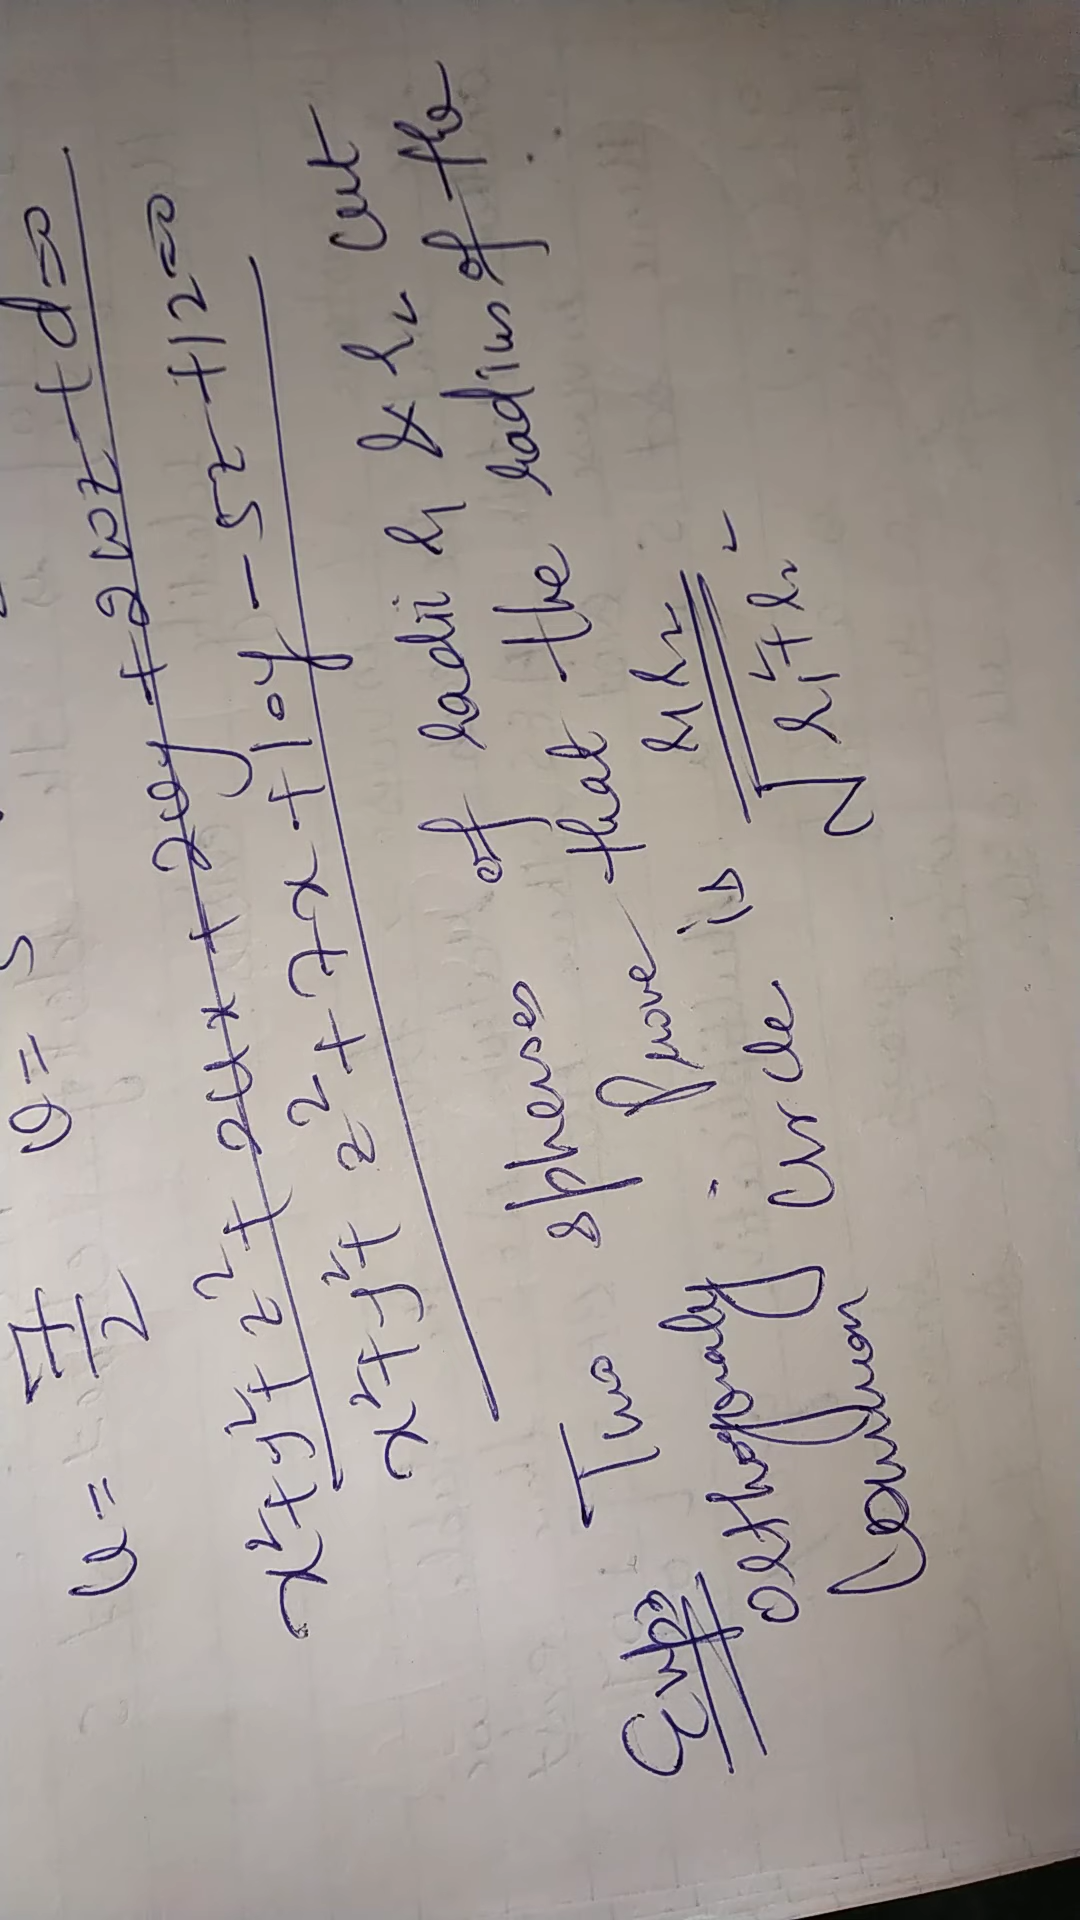 u = 7/2 v = 5
x²+y²+z²+2ux+2vy+2wz+d=0
x²+y²+z²+7x+10y-5z+12=0
Two spheres of radii r₁ & r₂ cut
orthogonaly. Prove that the radius of the
Common circle is r₁r₂/√r₁²+r₂²